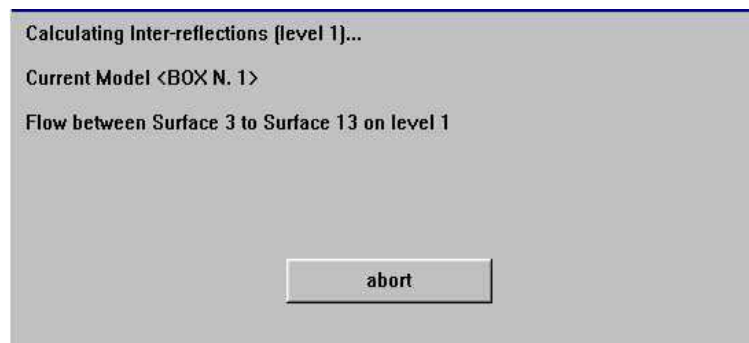 Calculating Inter-reflections (level 1)...
Current Model <BOX N. 1>
Flow between Surface 3 to Surface 13 on level 1
abort